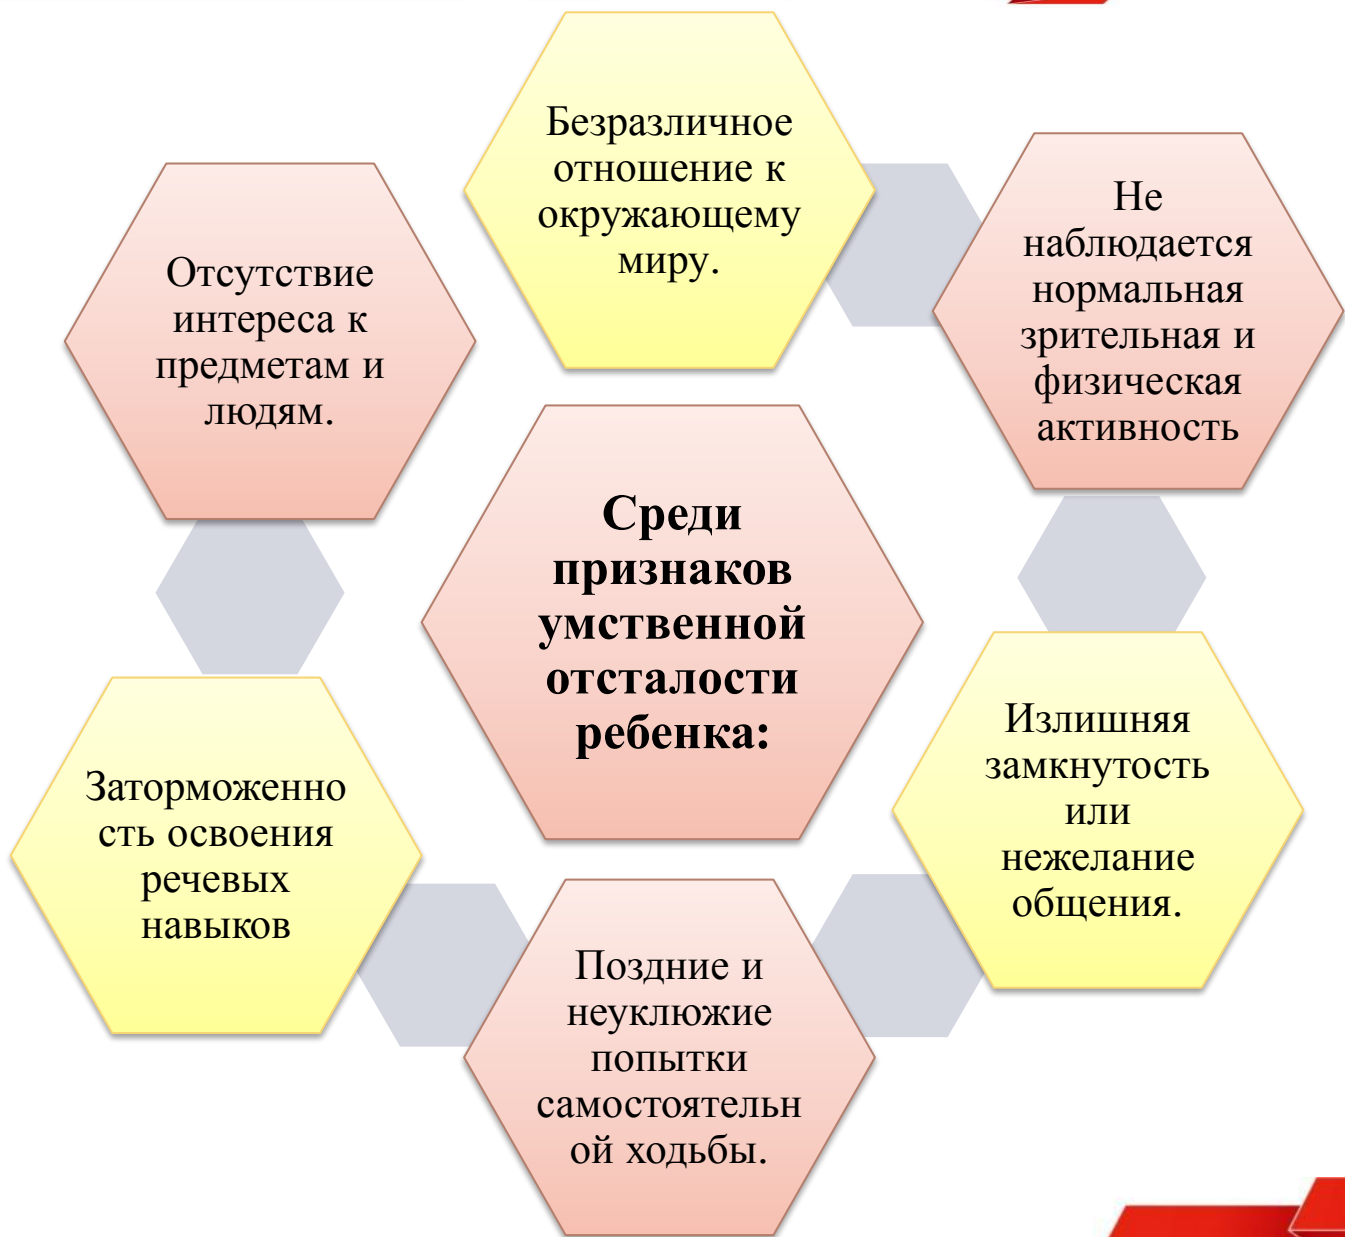 Безразличное
отношение к
окружающему
миру.
Не
наблюдается
нормальная
зрительная и
физическая
активность
Отсутствие
интереса к
предметам и
людям.
Среди
признаков
умственной
отсталости
ребенка:
Излишняя
замкнутость
или
нежелание
общения.
Заторможенно
сть освоения
речевых
навыков
Поздние и
неуклюжие
попытки
самостоятельн
ой ходьбы.